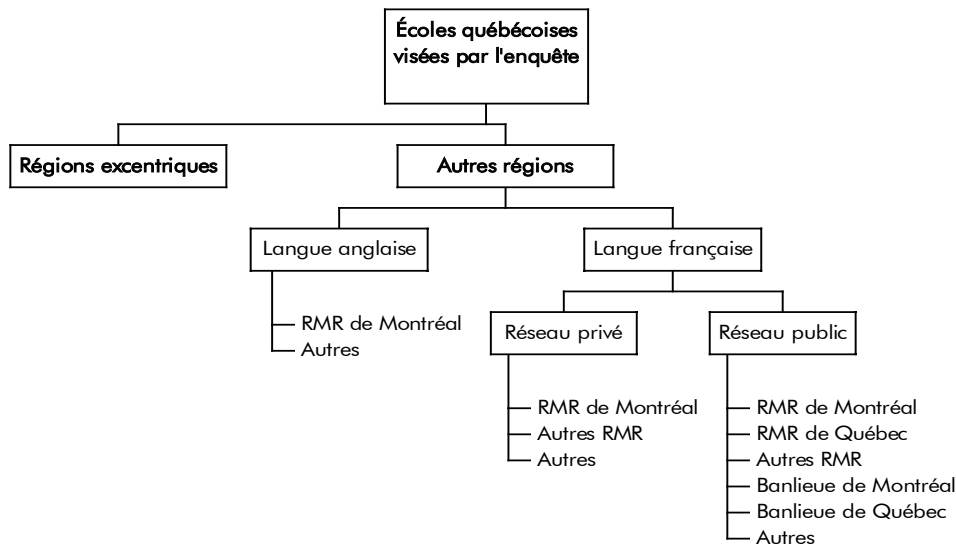 Écoles québécoises
visées par l'enquête
Régions excentriques
Autres régions
Langue anglaise
Langue française
RMR de Montréal
Autres
Réseau privé
Réseau public
RMR de Montréal
Autres RMR
Autres
RMR de Montréal
RMR de Québec
Autres RMR
Banlieue de Montréal
Banlieue de Québec
Autres